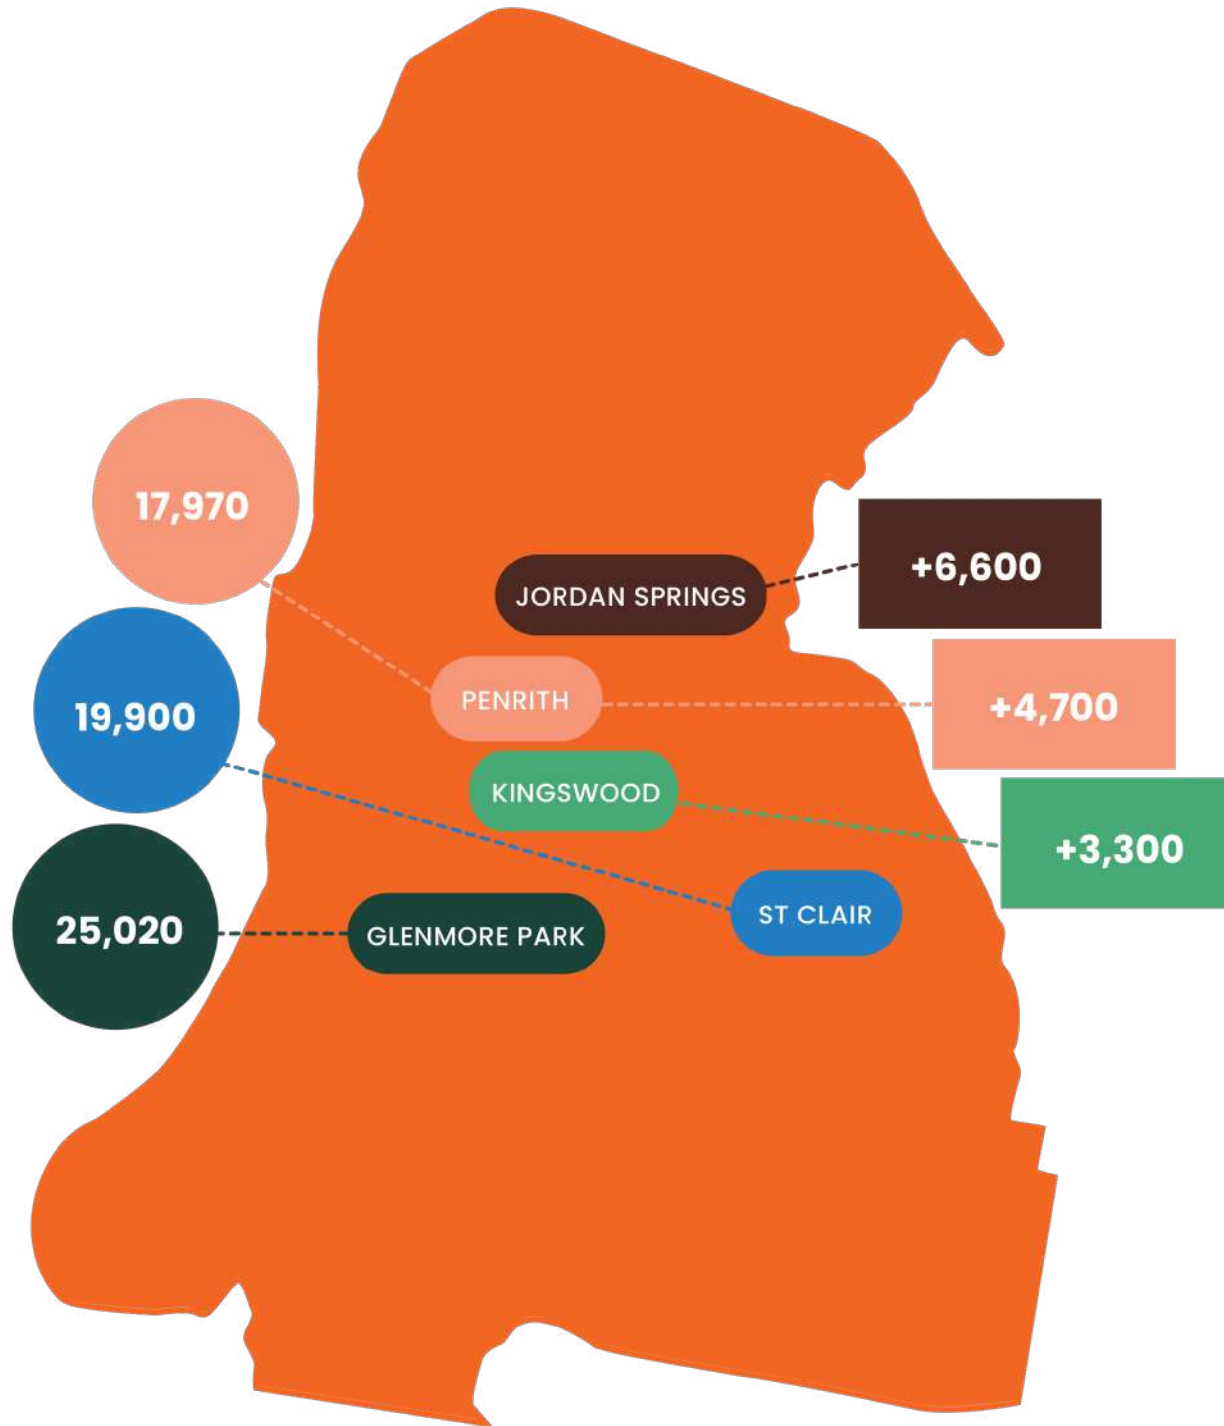 17,970
+6,600
JORDAN SPRINGS
PENRITH
+4,700
19,900
KINGSWOOD
+3,300
ST CLAIR
25,020
GLENMORE PARK